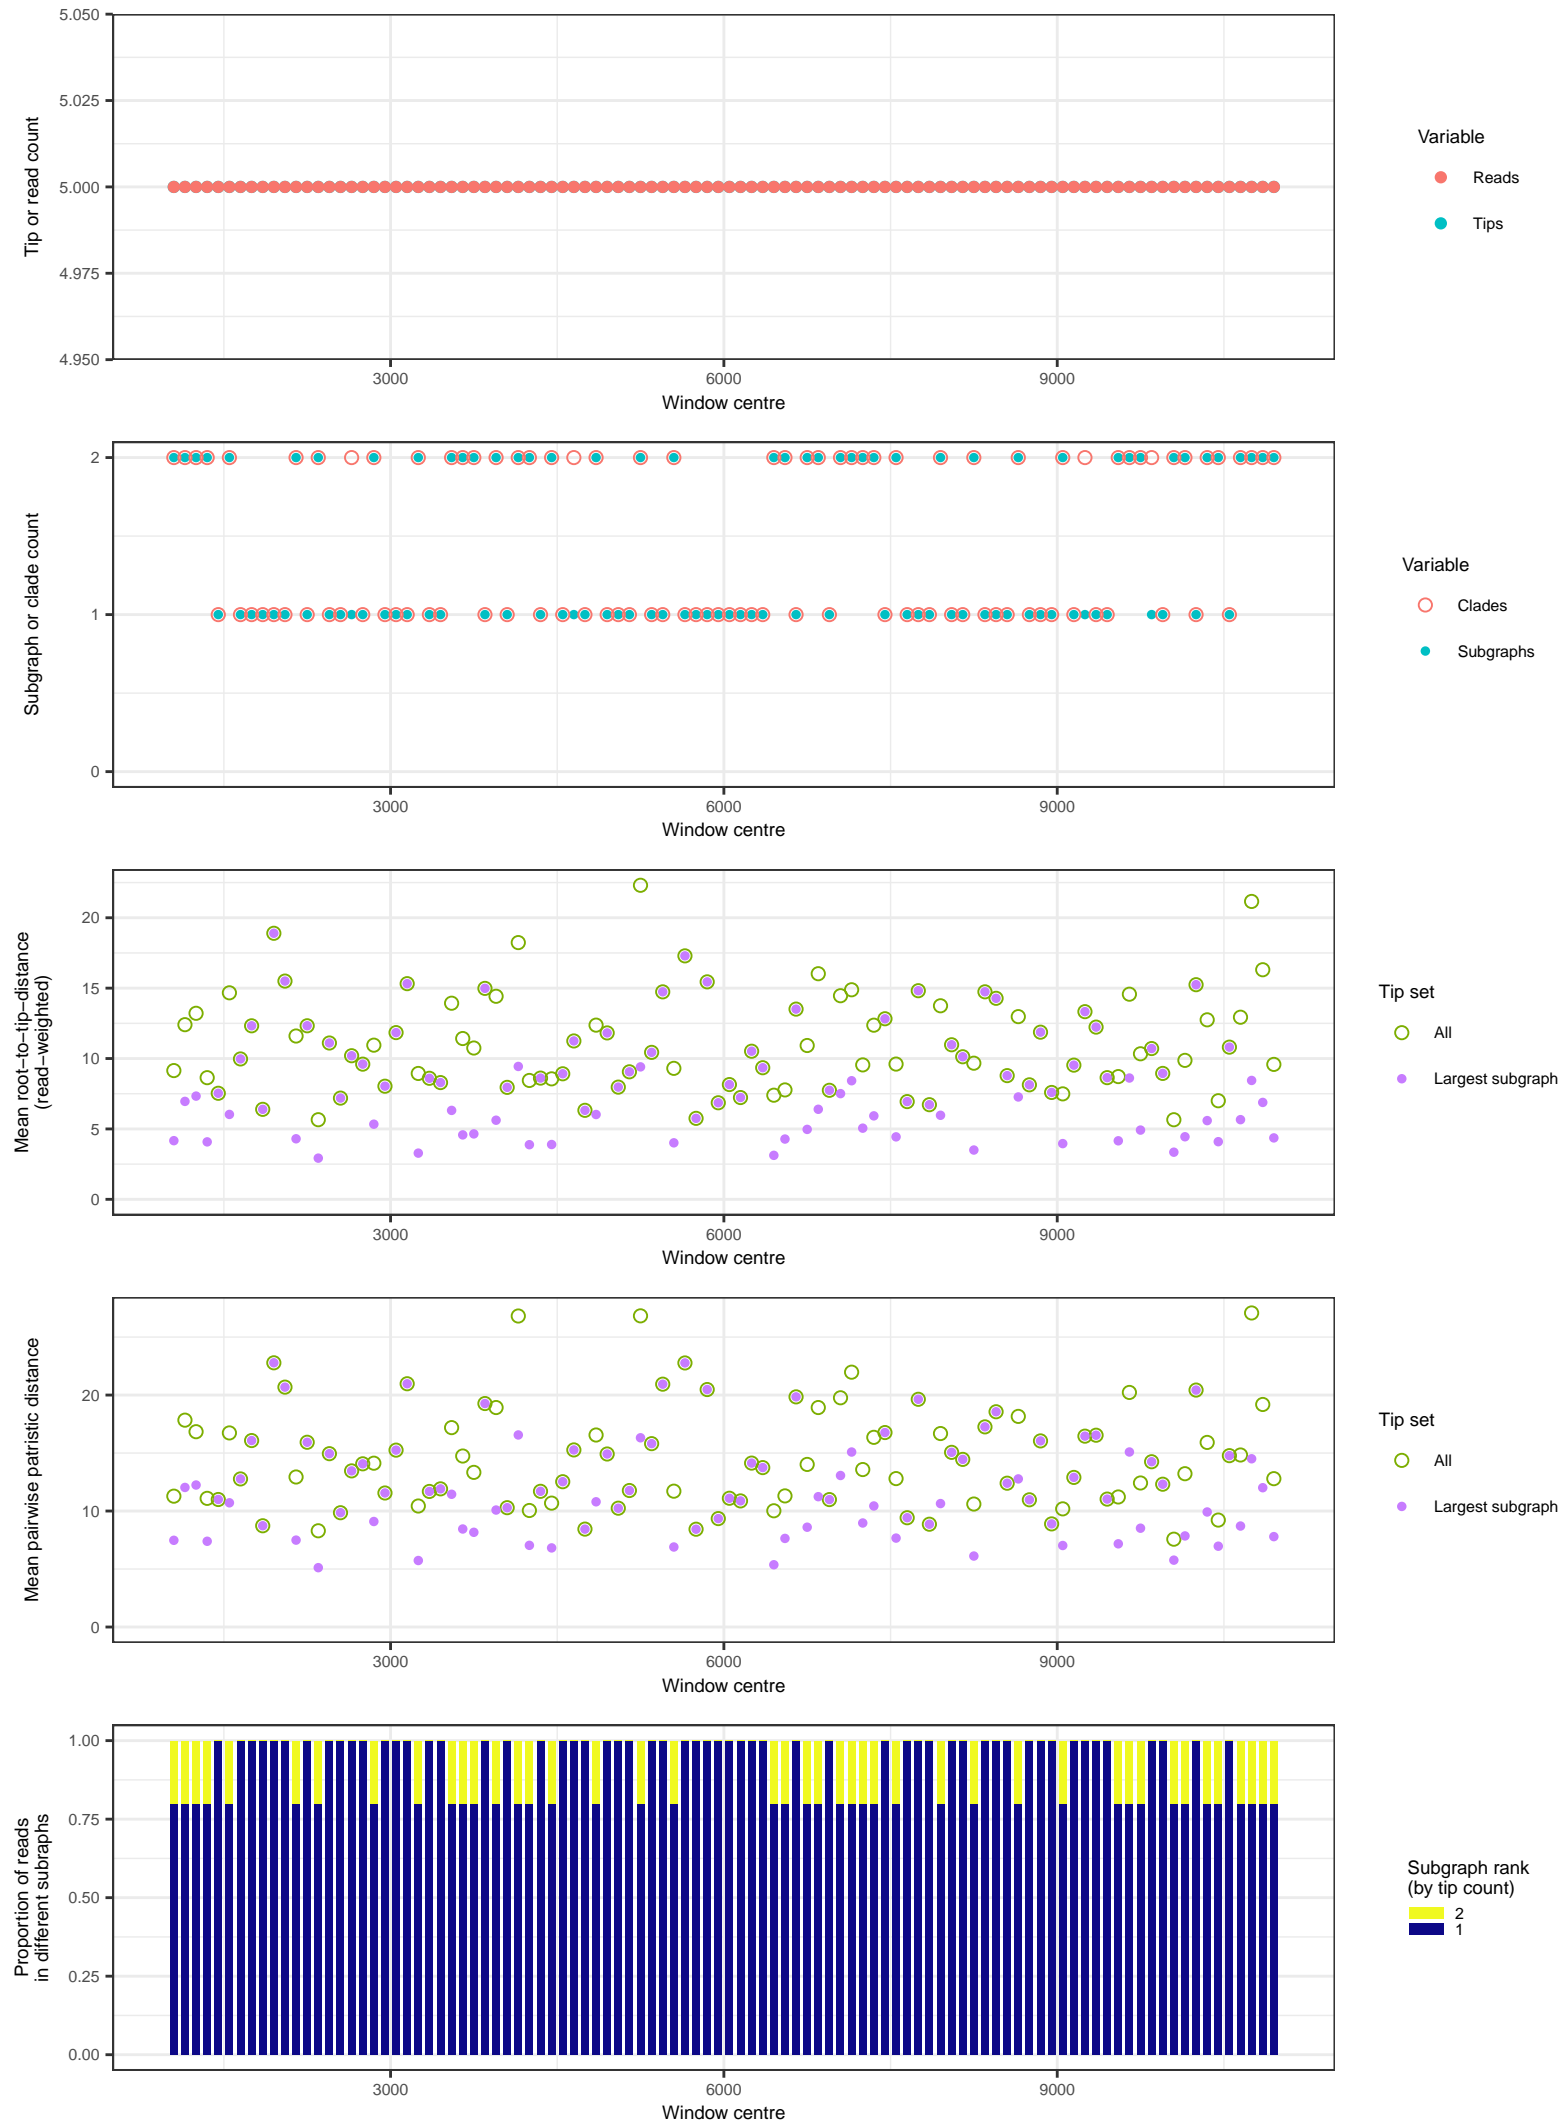 5.050
5.025
5.000
4.975
4.950
Tip or read count
3000 6000 9000
Window centre
Variable
Reads
Tips
2
1
0
Subgraph or clade count
3000 6000 9000
Window centre
Variable
Clades
Subgraphs
20
15
10
5
0
Mean root−to−tip−distance
(read−weighted)
3000 6000 9000
Window centre
Tip set
All
Largest subgraph
20
10
0
Mean pairwise patristic distance
3000 6000 9000
Window centre
Tip set
All
Largest subgraph
1.00
0.75
0.50
0.25
0.00
Proportion of reads
in different subraphs
3000 6000 9000
Window centre
Subgraph rank
(by tip count)
2
1